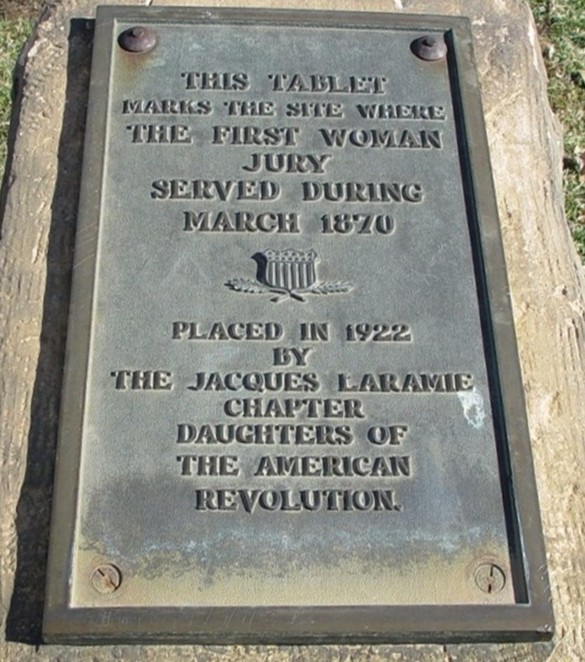 THIS TABLET
MARKS THE SITE WHERE
THE FIRST WOMAN
JURY
SERVED DURING
MARCH 1870
PLACED IN 1922
BY
THE JACQUES LARAMIE
CHAPTER
DAUGHTERS OF
THE AMERICAN
REVOLUTION.